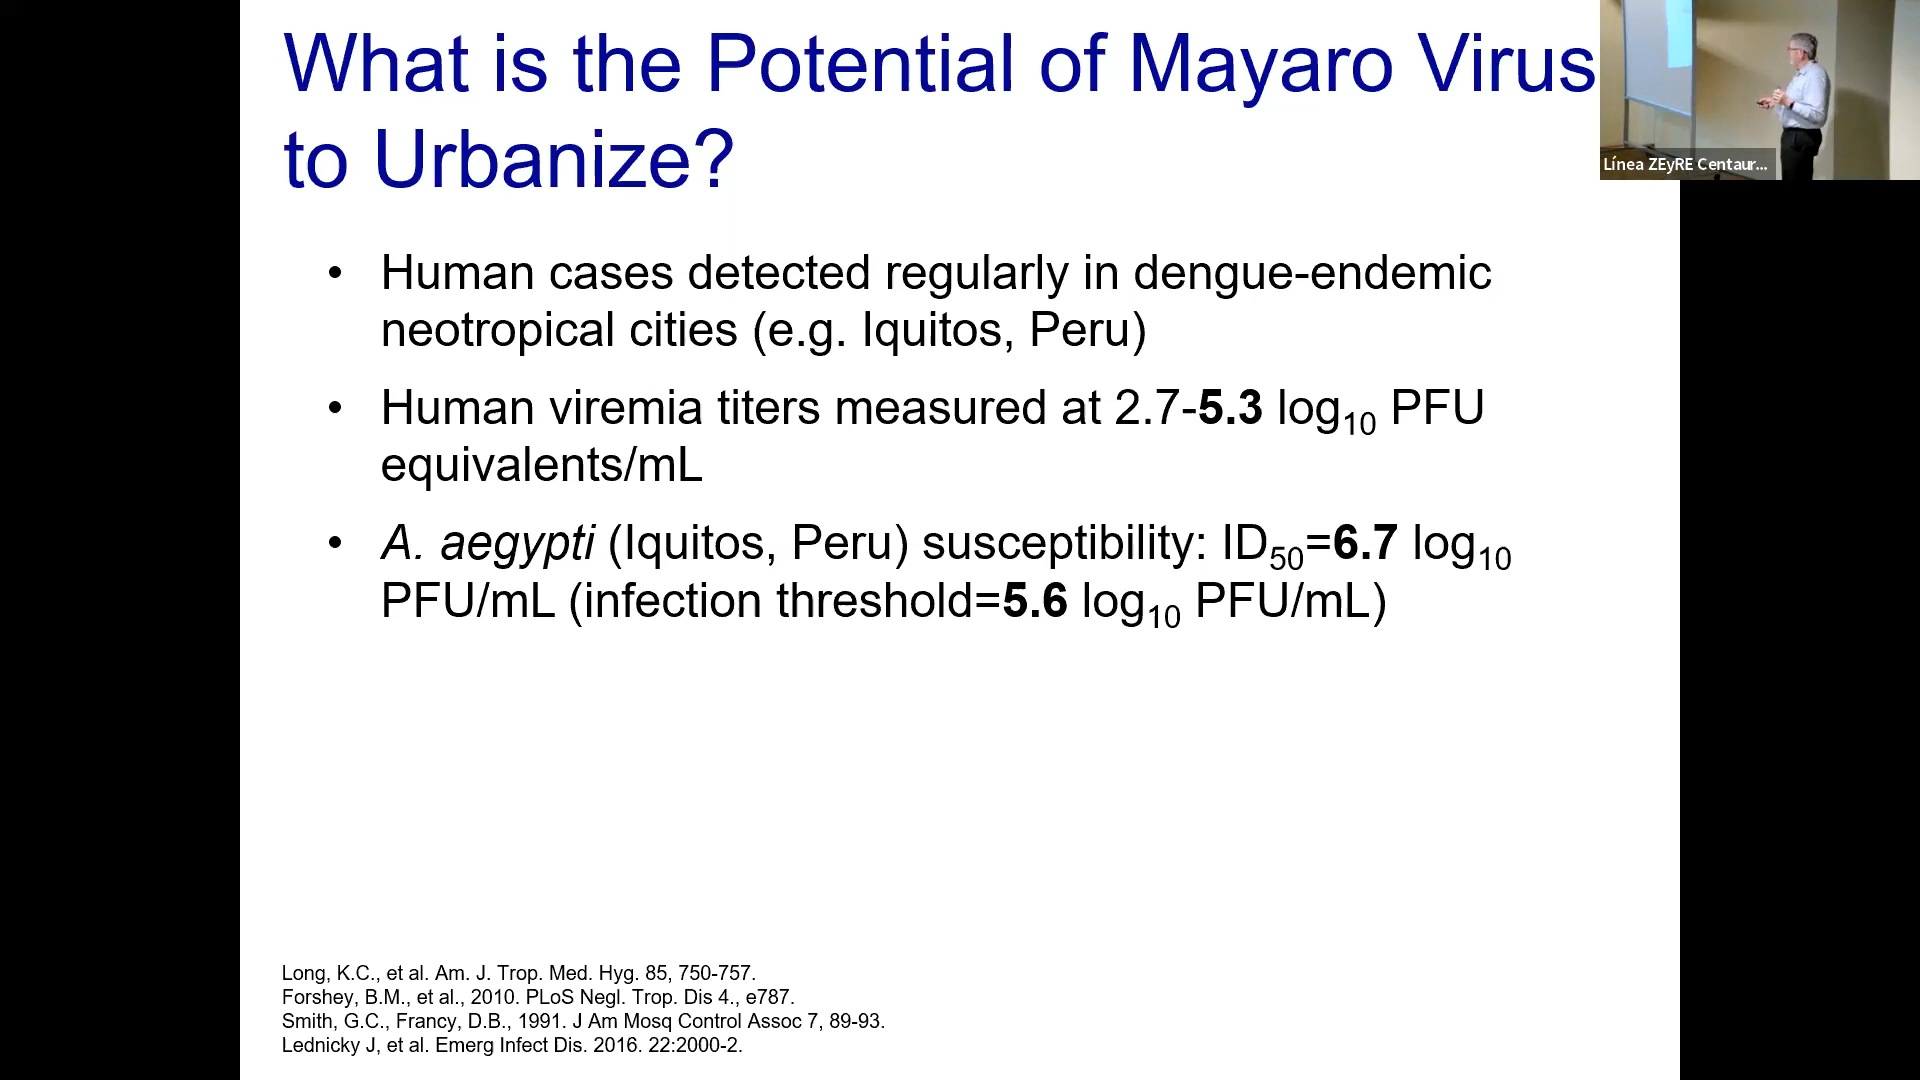 What is the Potential of Mayaro Virus
to Urbanize?
Línea ZEyRE Centaur...
• Human cases detected regularly in dengue-endemic
neotropical cities (e.g. Iquitos, Peru)
• Human viremia titers measured at 2.7-5.3 log10 PFU
equivalents/mL
• A. aegypti (Iquitos, Peru) susceptibility: ID50=6.7 log10
PFU/mL (infection threshold=5.6 log10 PFU/mL)
Long, K.C., et al. Am. J. Trop. Med. Hyg. 85, 750-757.
Forshey, B.M., et al., 2010. PLoS Negl. Trop. Dis 4., e787.
Smith, G.C., Francy, D.B., 1991. J Am Mosq Control Assoc 7, 89-93.
Lednicky J, et al. Emerg Infect Dis. 2016. 22:2000-2.